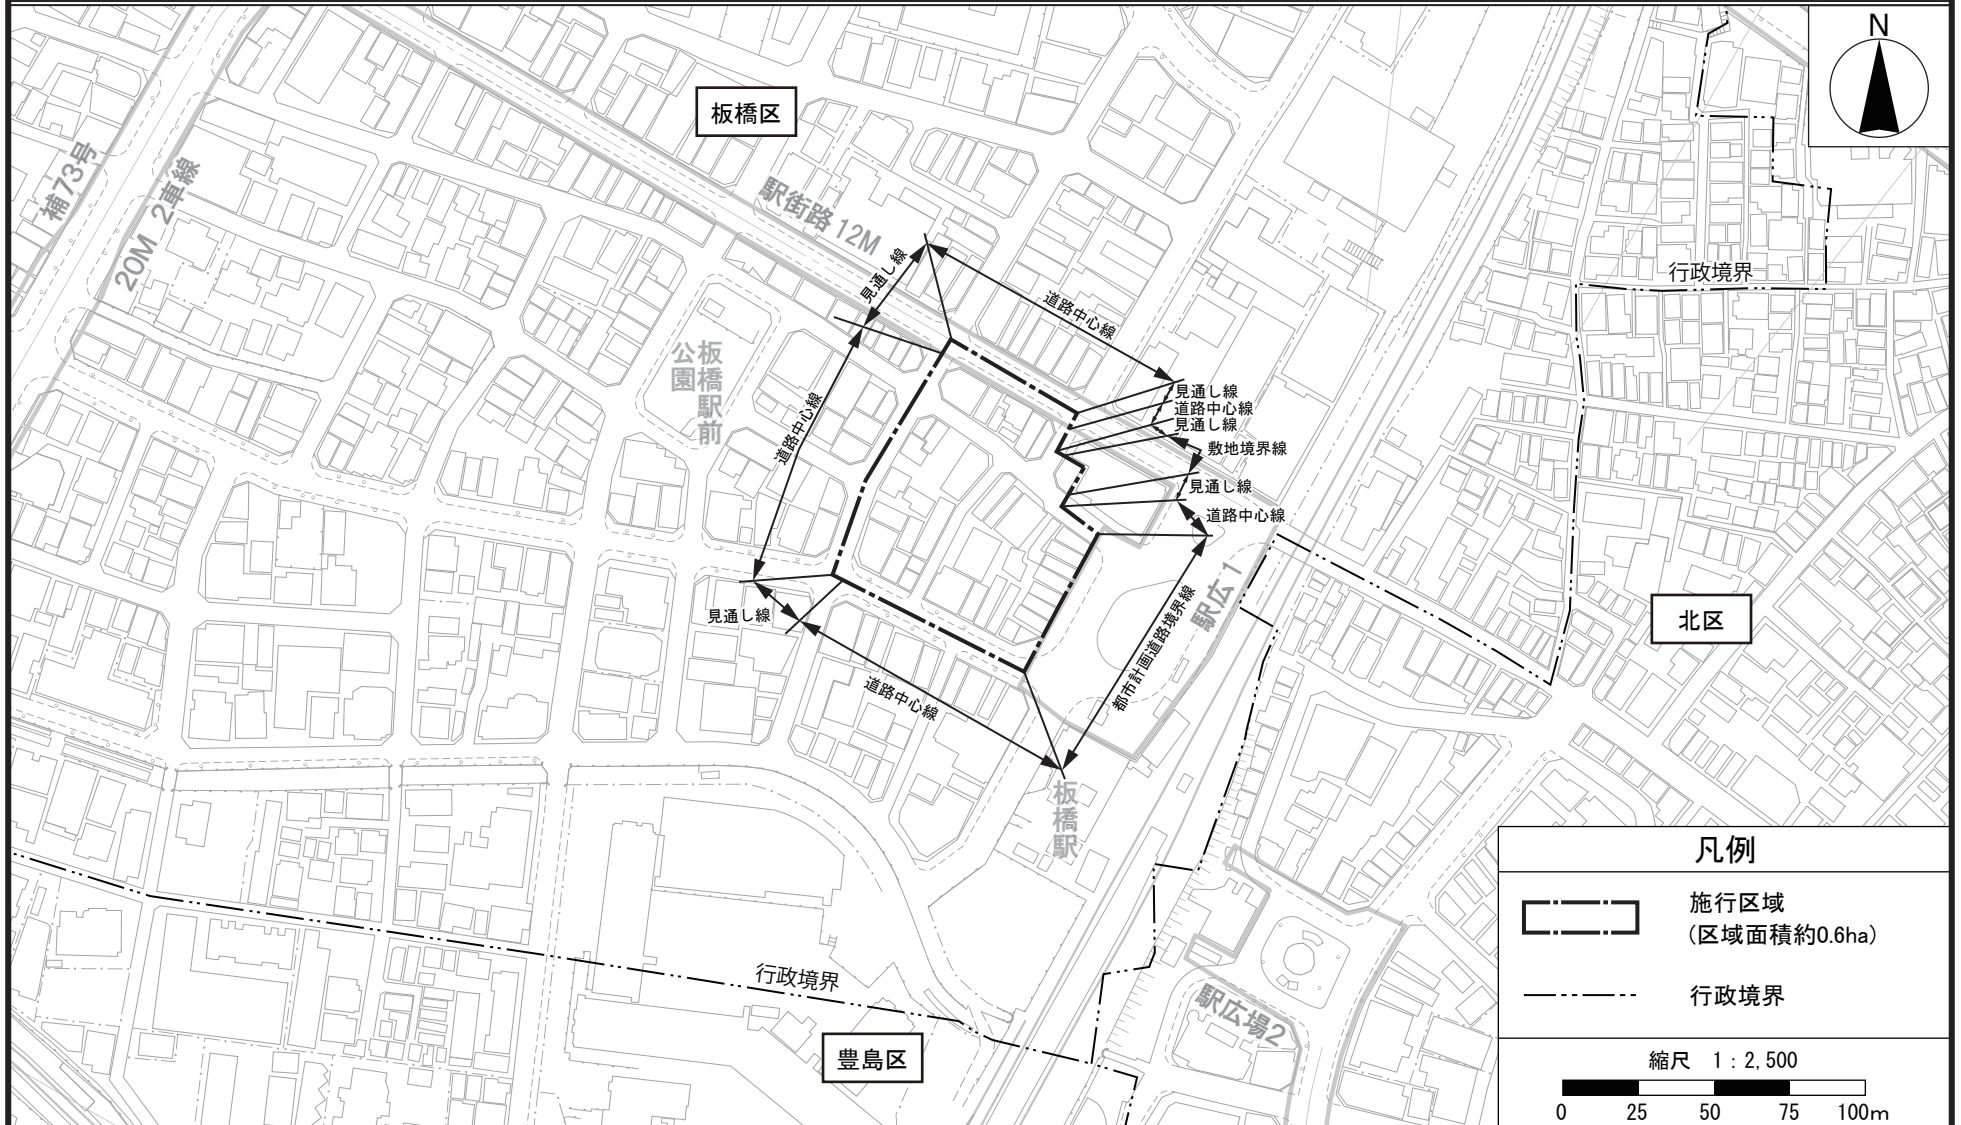 N
板橋区
補73号
20M 2車線
駅街路 12M
見通し線
道路中心線
行政境界
板橋駅前
公園
道路中心線
見通し線
道路中心線
見通し線
敷地境界線
見通し線
道路中心線
駅広 1
都市計画道路境界線
見通し線
道路中心線
北区
板橋駅
行政境界
駅広場2
豊島区
凡例
施行区域
(区域面積約0.6ha)
行政境界
縮尺 1:2,500
0 25 50 75 100m